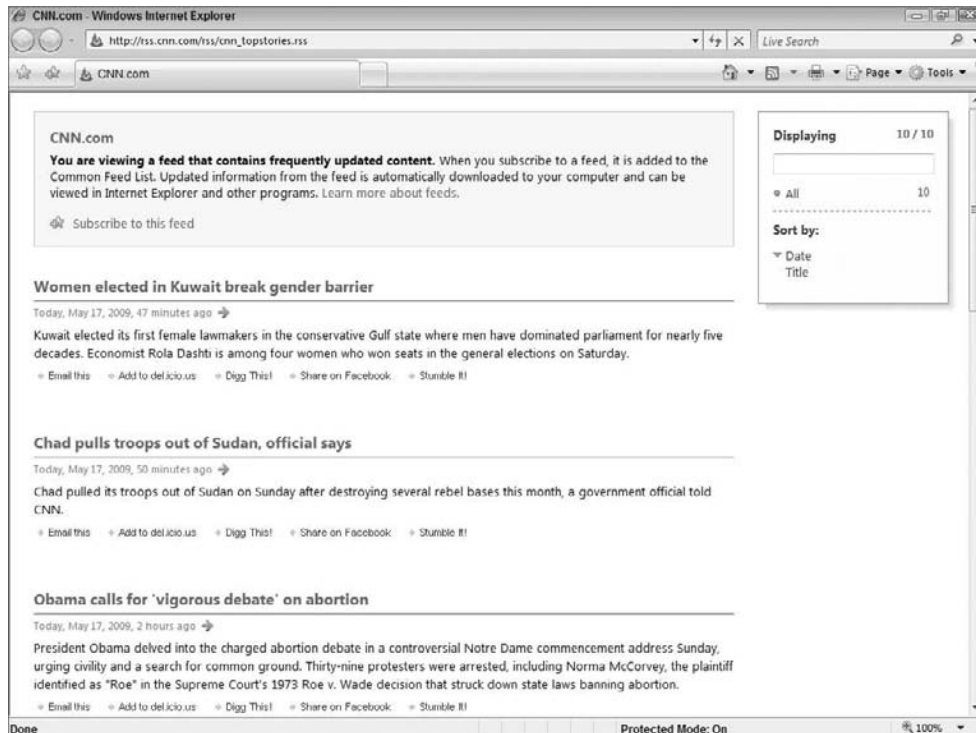 CNN.com - Windows Internet Explorer
http://rss.cnn.com/rss/cnn_topstories.rss
Live Search
CNN.com
Page
Tools
CNN.com
You are viewing a feed that contains frequently updated content. When you subscribe to a feed, it is added to the
Common Feed List. Updated information from the feed is automatically downloaded to your computer and can be
viewed in Internet Explorer and other programs. Learn more about feeds.
Subscribe to this feed
Displaying 10 / 10
All 10
Sort by:
Date
Title
Women elected in Kuwait break gender barrier
Today, May 17, 2009, 47 minutes ago
Kuwait elected its first female lawmakers in the conservative Gulf state where men have dominated parliament for nearly five
decades. Economist Rola Dashti is among four women who won seats in the general elections on Saturday.
Email this Add to del.icio.us Digg This! Share on Facebook Stumble It!
Chad pulls troops out of Sudan, official says
Today, May 17, 2009, 50 minutes ago
Chad pulled its troops out of Sudan on Sunday after destroying several rebel bases this month, a government official told
CNN.
Email this Add to del.icio.us Digg This! Share on Facebook Stumble It!
Obama calls for 'vigorous debate' on abortion
Today, May 17, 2009, 2 hours ago
President Obama delved into the charged abortion debate in a controversial Notre Dame commencement address Sunday,
urging civility and a search for common ground. Thirty-nine protesters were arrested, including Norma McCorvey, the plaintiff
identified as "Roe" in the Supreme Court's 1973 Roe v. Wade decision that struck down state laws banning abortion.
Email this Add to del.icio.us Digg This! Share on Facebook Stumble It!
Done
Protected Mode: On
100%